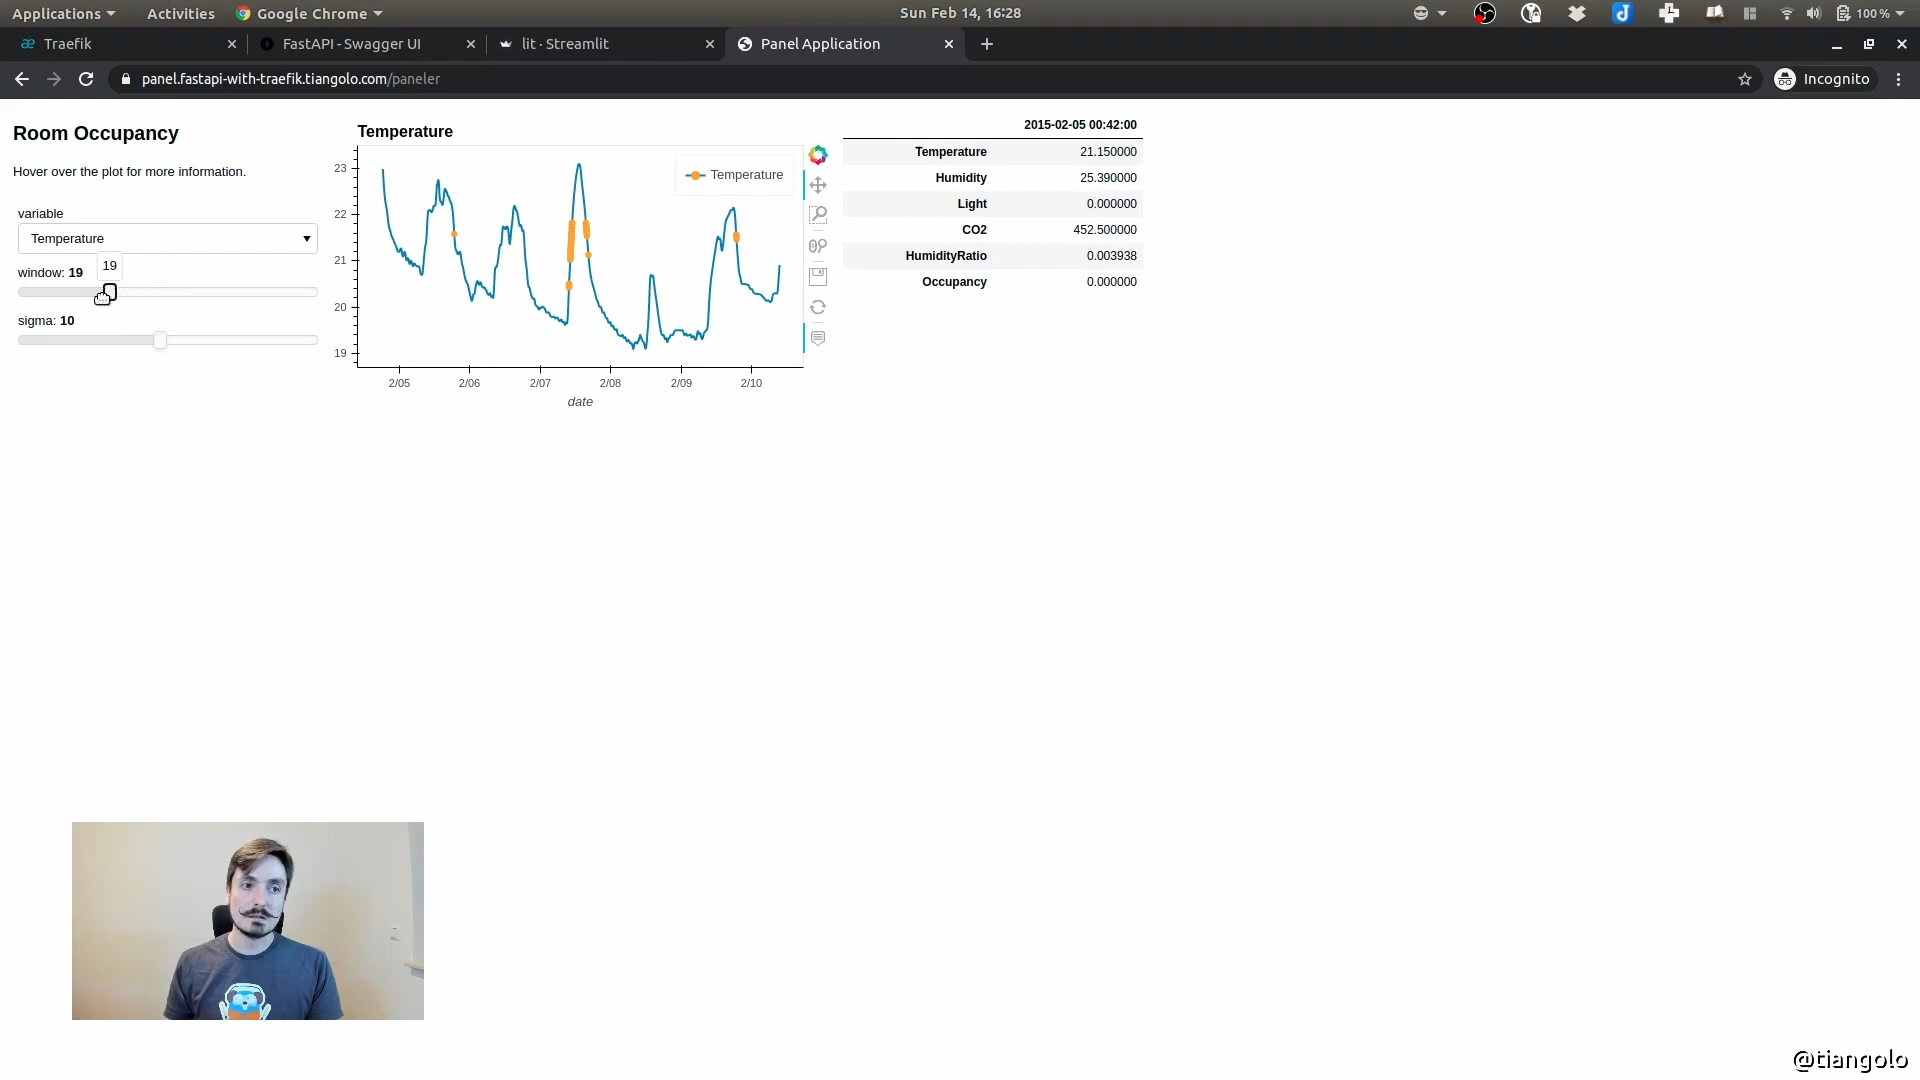 Applications Activities Google Chrome Sun Feb 14, 16:28 100 %
Traefik FastAPI - Swagger UI lit · Streamlit Panel Application
panel.fastapi-with-traefik.tiangolo.com/paneler Incognito
Room Occupancy
Hover over the plot for more information.
variable
Temperature
window: 19
19
sigma: 10
Temperature
Temperature
23
22
21
20
19
2/05 2/06 2/07 2/08 2/09 2/10
date
2015-02-05 00:42:00
Temperature 21.150000
Humidity 25.390000
Light 0.000000
CO2 452.500000
HumidityRatio 0.003938
Occupancy 0.000000
@tiangolo